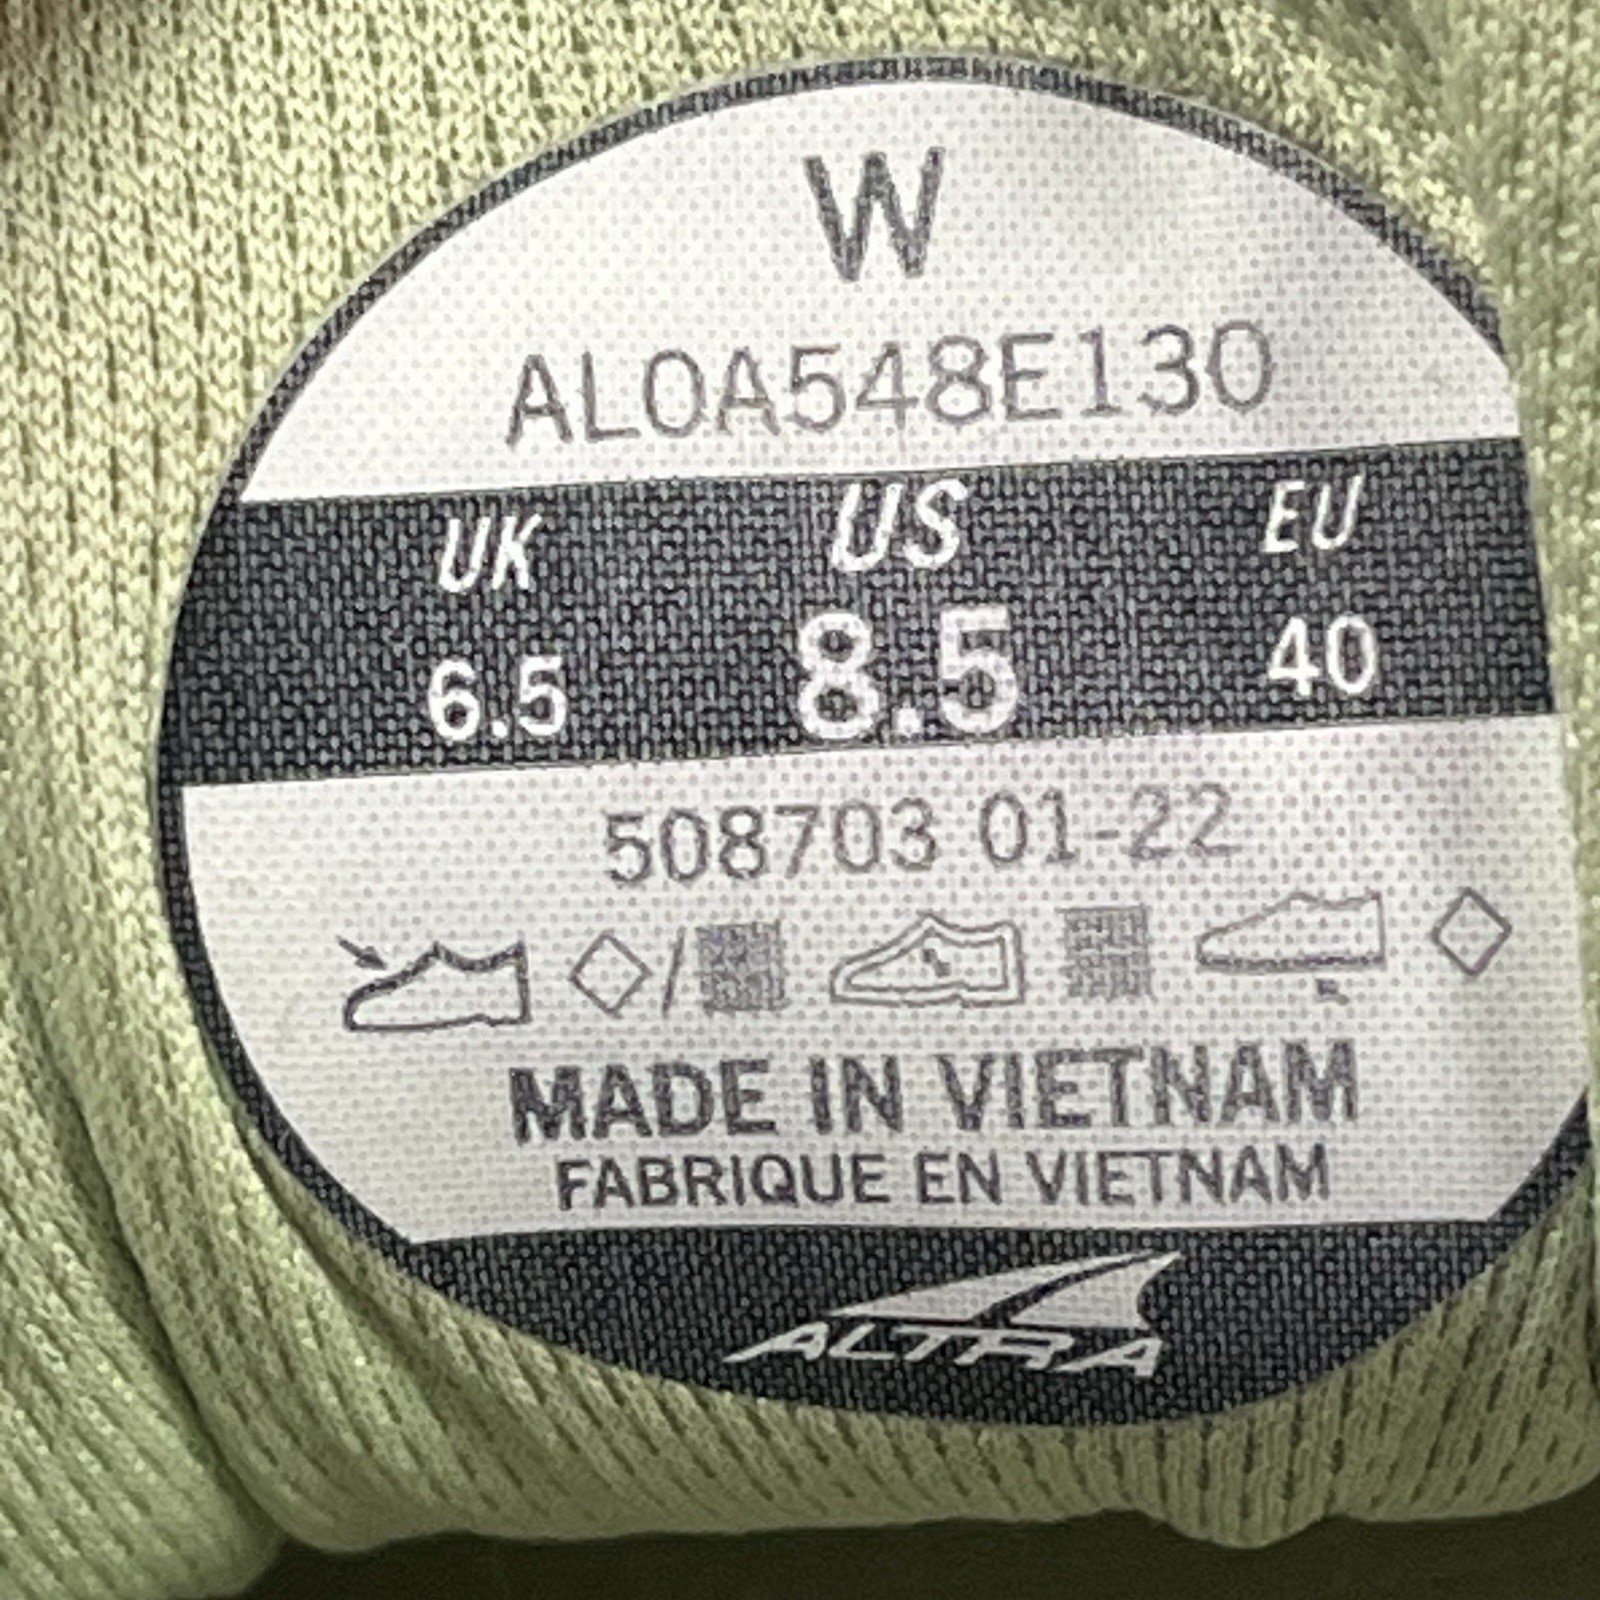 W
AL0A548E130
UK US EU
6.5 8.5 40
508703 01-22
/
MADE IN VIETNAM
FABRIQUE EN VIETNAM
ALTRA